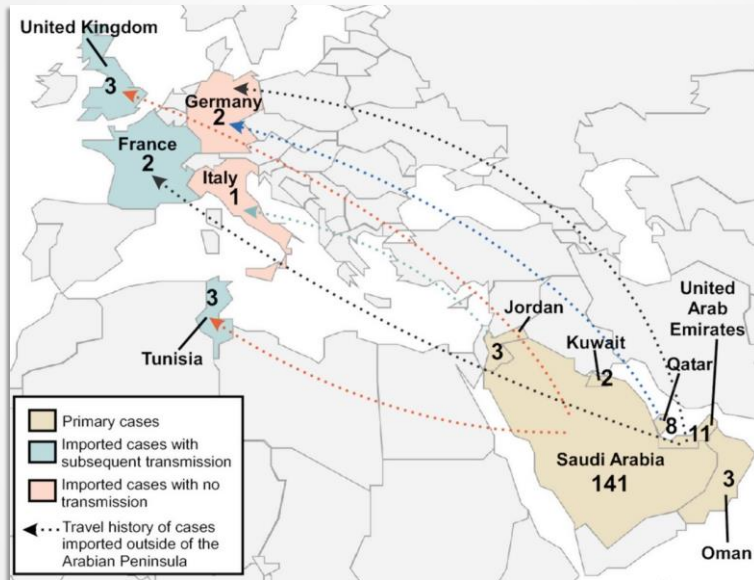 United Kingdom
3
Germany
2
France
2
Italy
1
3
Tunisia
Jordan
3
Kuwait
2
United
Arab
Emirates
Qatar
8
11
Saudi Arabia
141
3
Oman
Primary cases
Imported cases with
subsequent transmission
Imported cases with no
transmission
Travel history of cases
imported outside of the
Arabian Peninsula